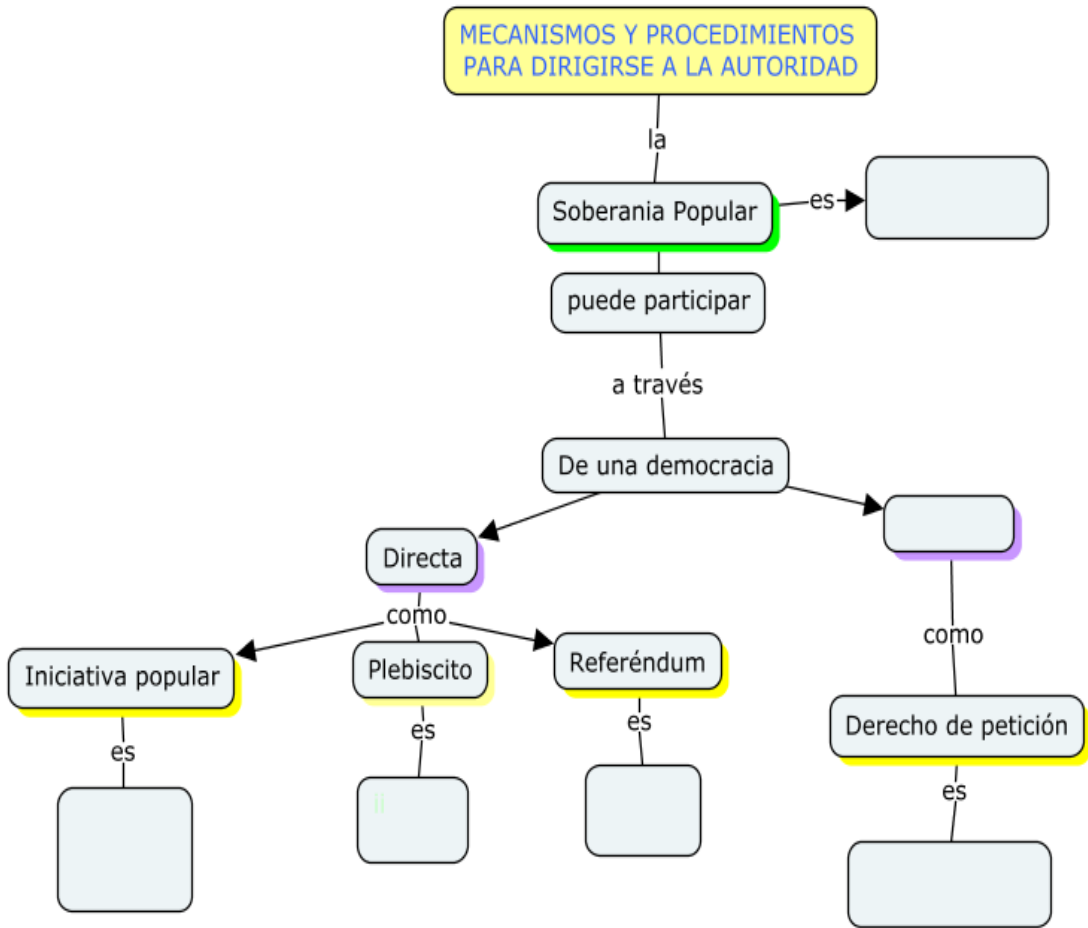 MECANISMOS Y PROCEDIMIENTOS
PARA DIRIGIRSE A LA AUTORIDAD
la
Soberania Popular
es
puede participar
a través
De una democracia
Directa
como
como
Iniciativa popular
Plebiscito
Referéndum
Derecho de petición
es
es
es
es
ii